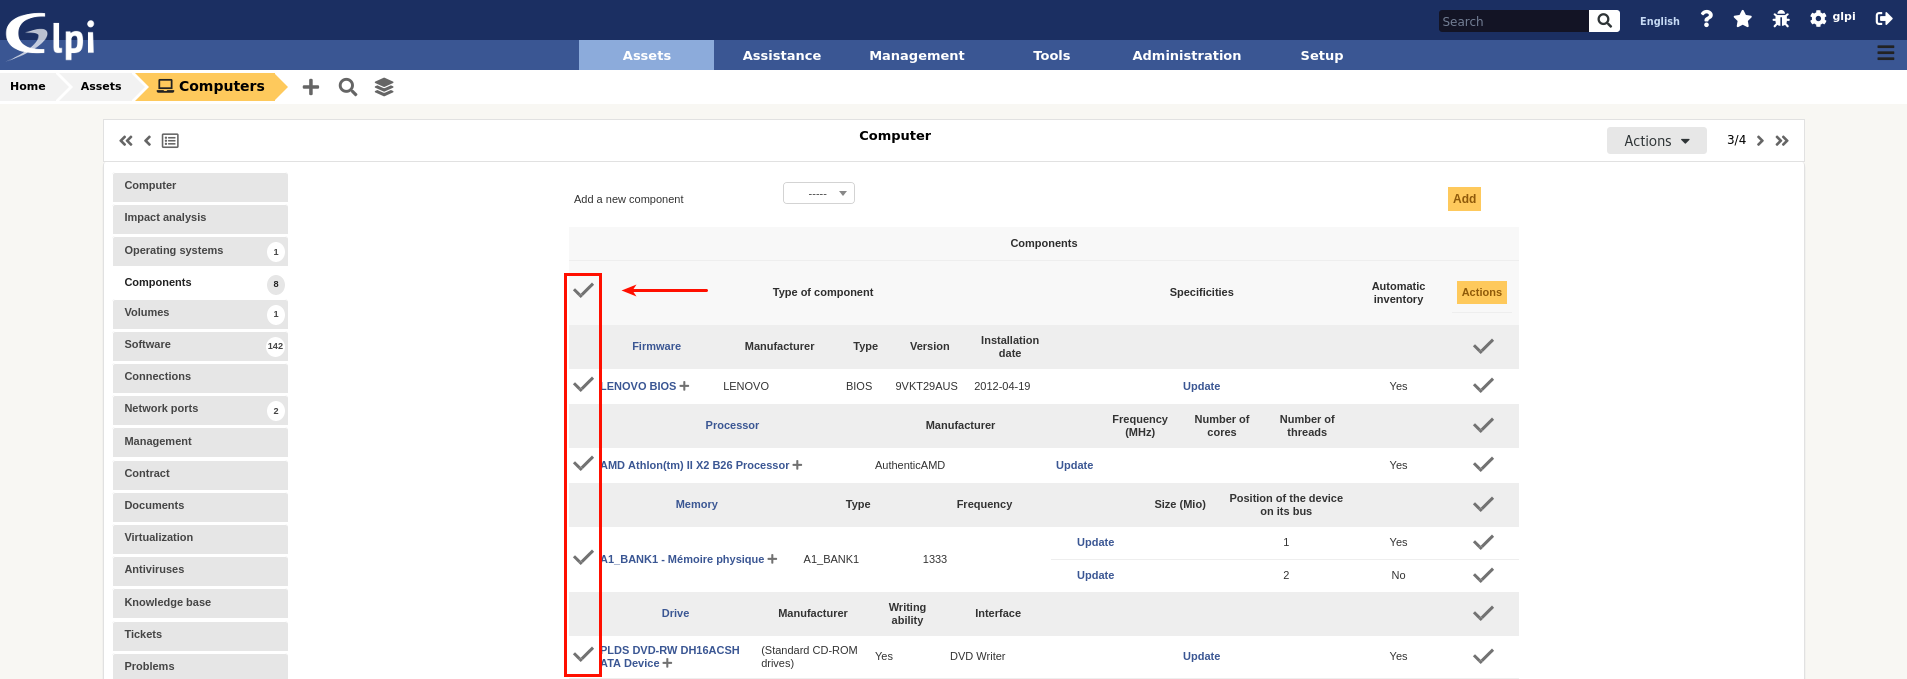 Glpi
Search
English
glpi
Assets Assistance Management Tools Administration Setup
Home Assets Computers
Computer
Actions
3/4
Computer
Impact analysis
Operating systems 1
Components 8
Volumes 1
Software 142
Connections
Network ports 2
Management
Contract
Documents
Virtualization
Antiviruses
Knowledge base
Tickets
Problems
Add a new component ----- Add
Components
Type of component Specificities Automatic inventory Actions
Firmware Manufacturer Type Version Installation date
LENOVO BIOS LENOVO BIOS 9VKT29AUS 2012-04-19 Update Yes
Processor Manufacturer Frequency (MHz) Number of cores Number of threads
AMD Athlon(tm) II X2 B26 Processor AuthenticAMD Update Yes
Memory Type Frequency Size (Mio) Position of the device on its bus
A1_BANK1 - Mémoire physique A1_BANK1 1333
Update 1 Yes
Update 2 No
Drive Manufacturer Writing ability Interface
PLDS DVD-RW DH16ACSH ATA Device (Standard CD-ROM drives) Yes DVD Writer Update Yes